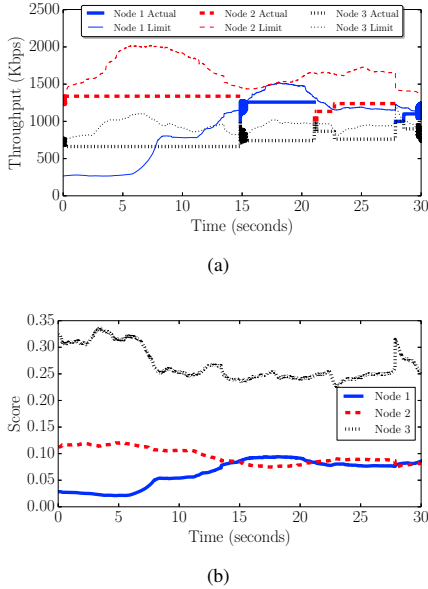 Node 1 Actual Node 2 Actual Node 3 Actual
Node 1 Limit Node 2 Limit Node 3 Limit
2500
2000
1500
1000
500
0
Throughput (Kbps)
0 5 10 15 20 25 30
Time (seconds)
(a)
0.35
0.30
0.25
0.20
0.15
0.10
0.05
0.00
Score
Node 1
Node 2
Node 3
0 5 10 15 20 25 30
Time (seconds)
(b)